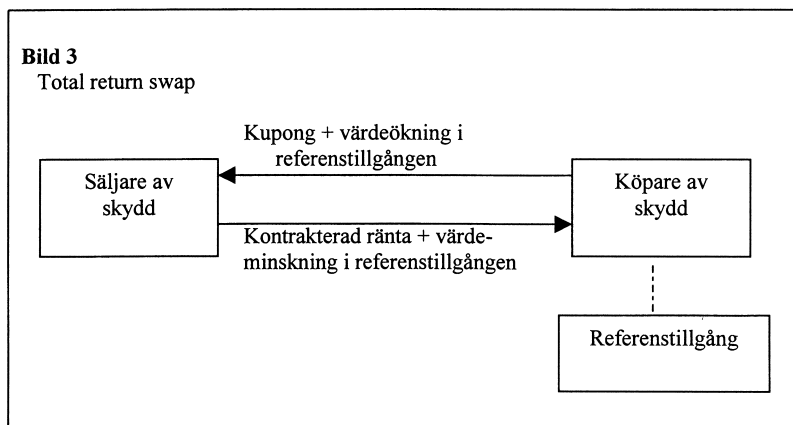 Bild 3
Total return swap
Kupong + värdeökning i
referenstillgången
Säljare av
skydd
Köpare av
skydd
Kontrakterad ränta + värde-
minskning i referenstillgången
Referenstillgång